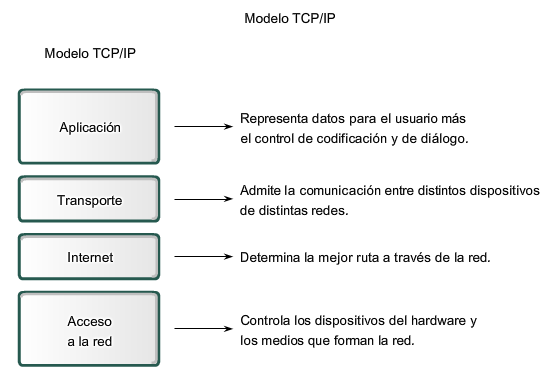 Modelo TCP/IP
Modelo TCP/IP
Aplicación
Representa datos para el usuario más
el control de codificación y de diálogo.
Transporte
Admite la comunicación entre distintos dispositivos
de distintas redes.
Internet
Determina la mejor ruta a través de la red.
Acceso
a la red
Controla los dispositivos del hardware y
los medios que forman la red.